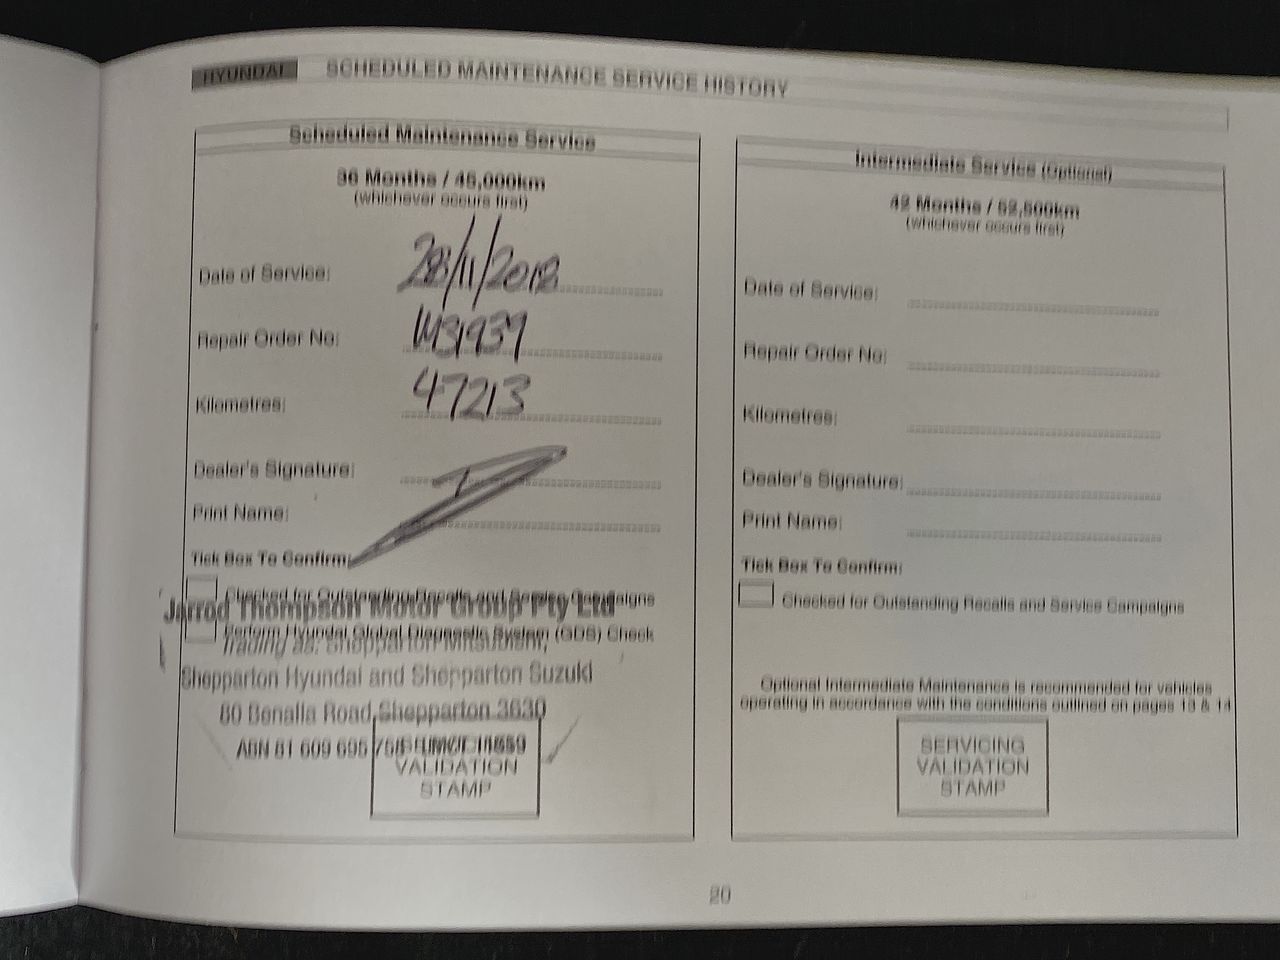 HYUNDAI SCHEDULED MAINTENANCE SERVICE HISTORY
Scheduled Maintenance Service
36 Months / 45,000km
(whichever occurs first)
Date of Service: 28/11/2018
Repair Order No:
Kilometres: 47213
Dealer's Signature:
Print Name:
Tick Box To Confirm:
Checked for Outstanding Recalls and Service Campaigns
Jarrod Thompson Motor Group Pty Ltd
Perform Hyundai Global Diagnostic System (GDS) Check
Trading as: Shepparton Mitsubishi,
Shepparton Hyundai and Shepparton Suzuki
80 Benalla Road, Shepparton 3630
ABN 81 609 695
VALIDATION
STAMP
Intermediate Service (Optional)
42 Months / 52,500km
(whichever occurs first)
Date of Service:
Repair Order No:
Kilometres:
Dealer's Signature:
Print Name:
Tick Box To Confirm:
Checked for Outstanding Recalls and Service Campaigns
Optional Intermediate Maintenance is recommended for vehicles
operating in accordance with the conditions outlined on pages 13 & 14
SERVICING
VALIDATION
STAMP
20